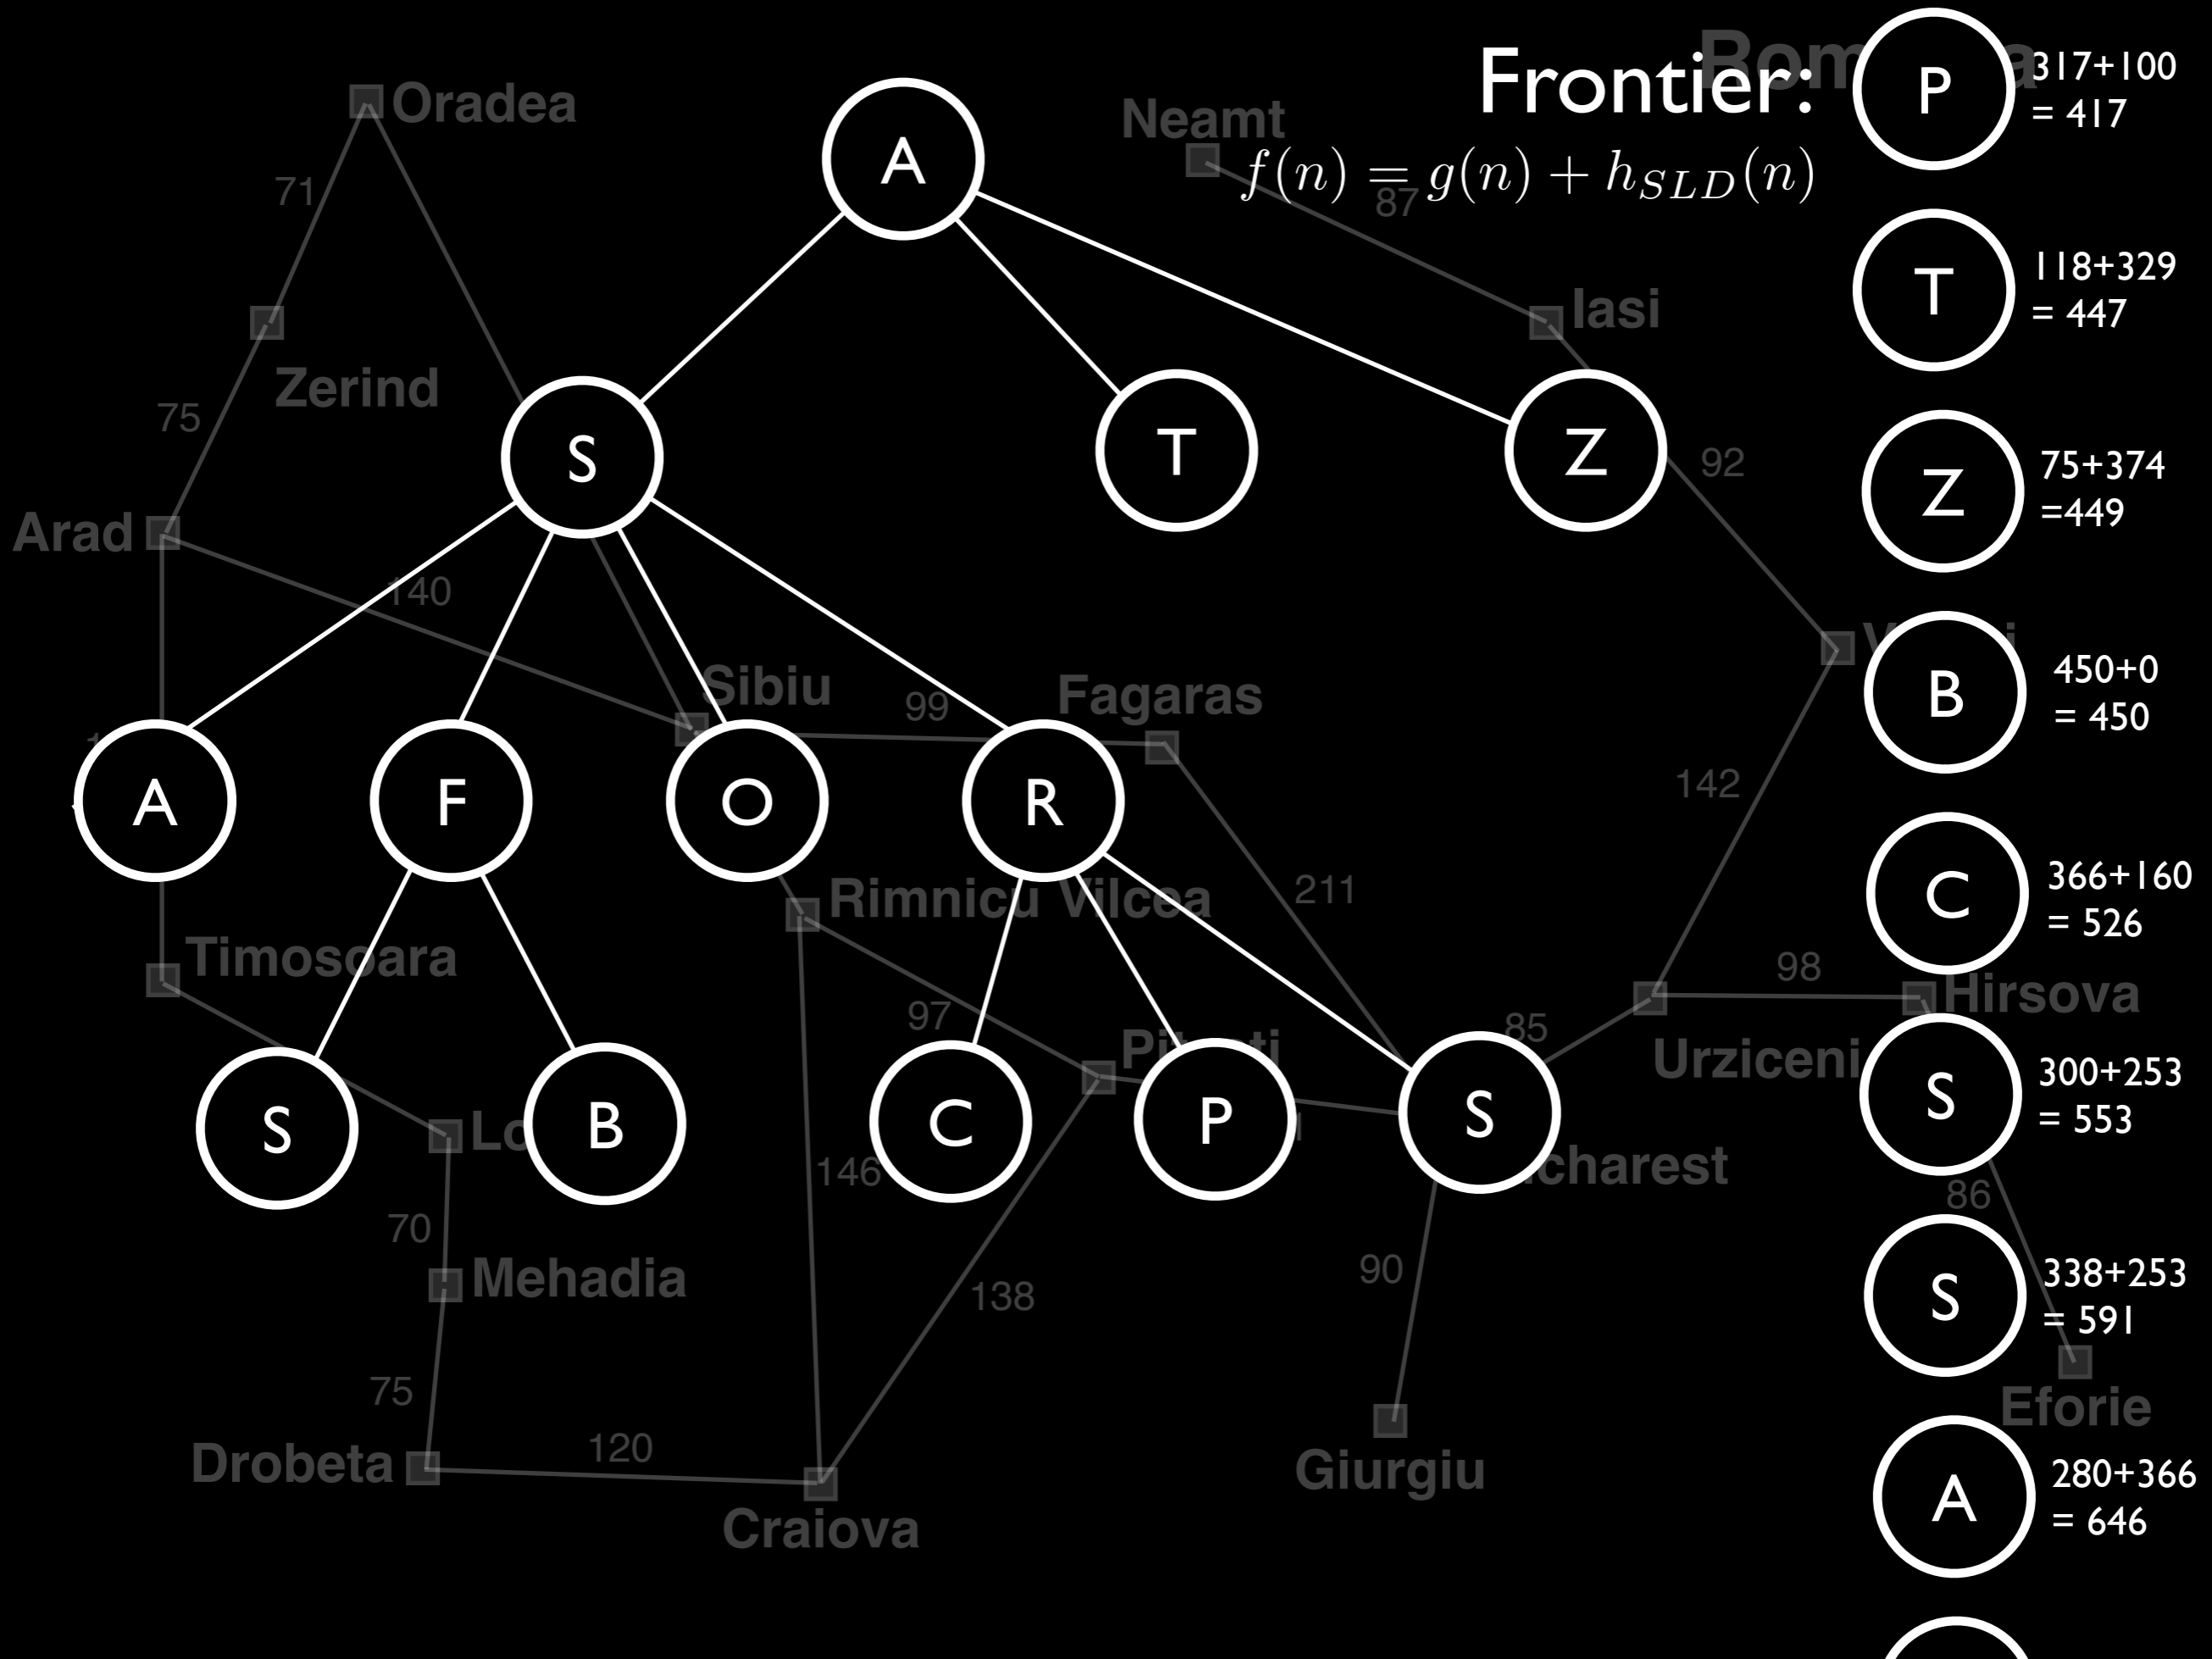 Frontier:
f(n) = g(n) + h_{SLD}(n)
A
S
T
Z
A
F
O
R
S
B
C
P
S
P
317+100
= 417
T
118+329
= 447
Z
75+374
=449
B
450+0
= 450
C
366+160
= 526
S
300+253
= 553
S
338+253
= 591
A
280+366
= 646
Oradea
Neamt
71
87
Iasi
Zerind
75
92
Arad
140
Sibiu
99
Fagaras
142
211
Rimnicu Vilcea
Timosoara
98
Hirsova
97
85
Urziceni
146
86
70
Mehadia
90
138
75
Eforie
120
Drobeta
Giurgiu
Craiova